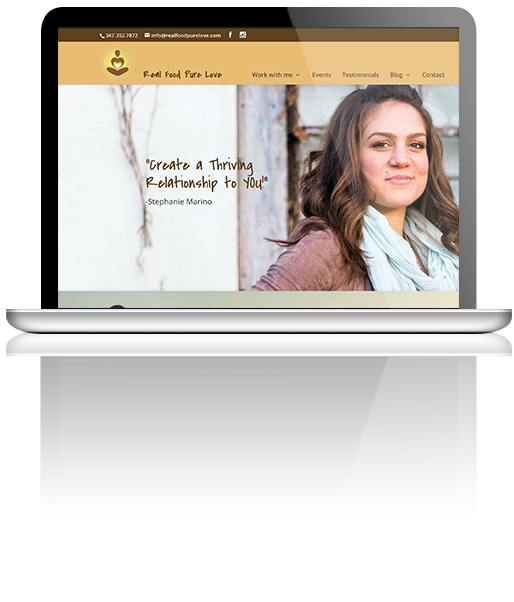 347.392.7872 info@realfoodpurelove.com
Real Food Pure Love Work with me Events Testimonials Blog Contact
"Create a Thriving
Relationship to YOU!"
-Stephanie Marino